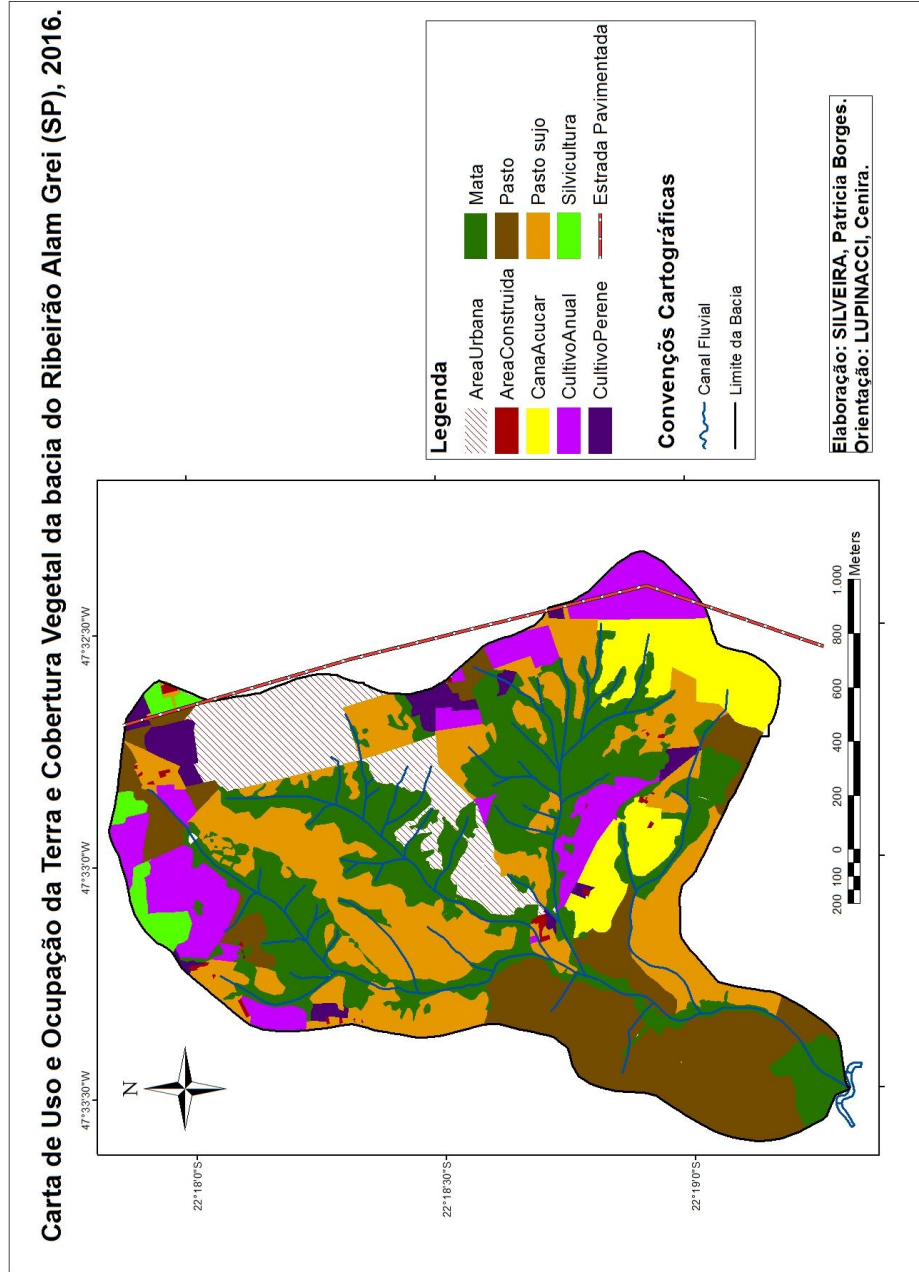 Carta de Uso e Ocupação da Terra e Cobertura Vegetal da bacia do Ribeirão Alam Grei (SP), 2016.
47°33'30"W
47°33'0"W
47°32'30"W
N
22°18'0"S
22°18'30"S
22°19'0"S
200 100 0 200 400 600 800 1.000
Meters
Legenda
AreaUrbana
AreaConstruida
CanaAcucar
CultivoAnual
CultivoPerene
Mata
Pasto
Pasto sujo
Silvicultura
Estrada Pavimentada
Convençõs Cartográficas
Canal Fluvial
Limite da Bacia
Elaboração: SILVEIRA, Patricia Borges.
Orientação: LUPINACCI, Cenira.